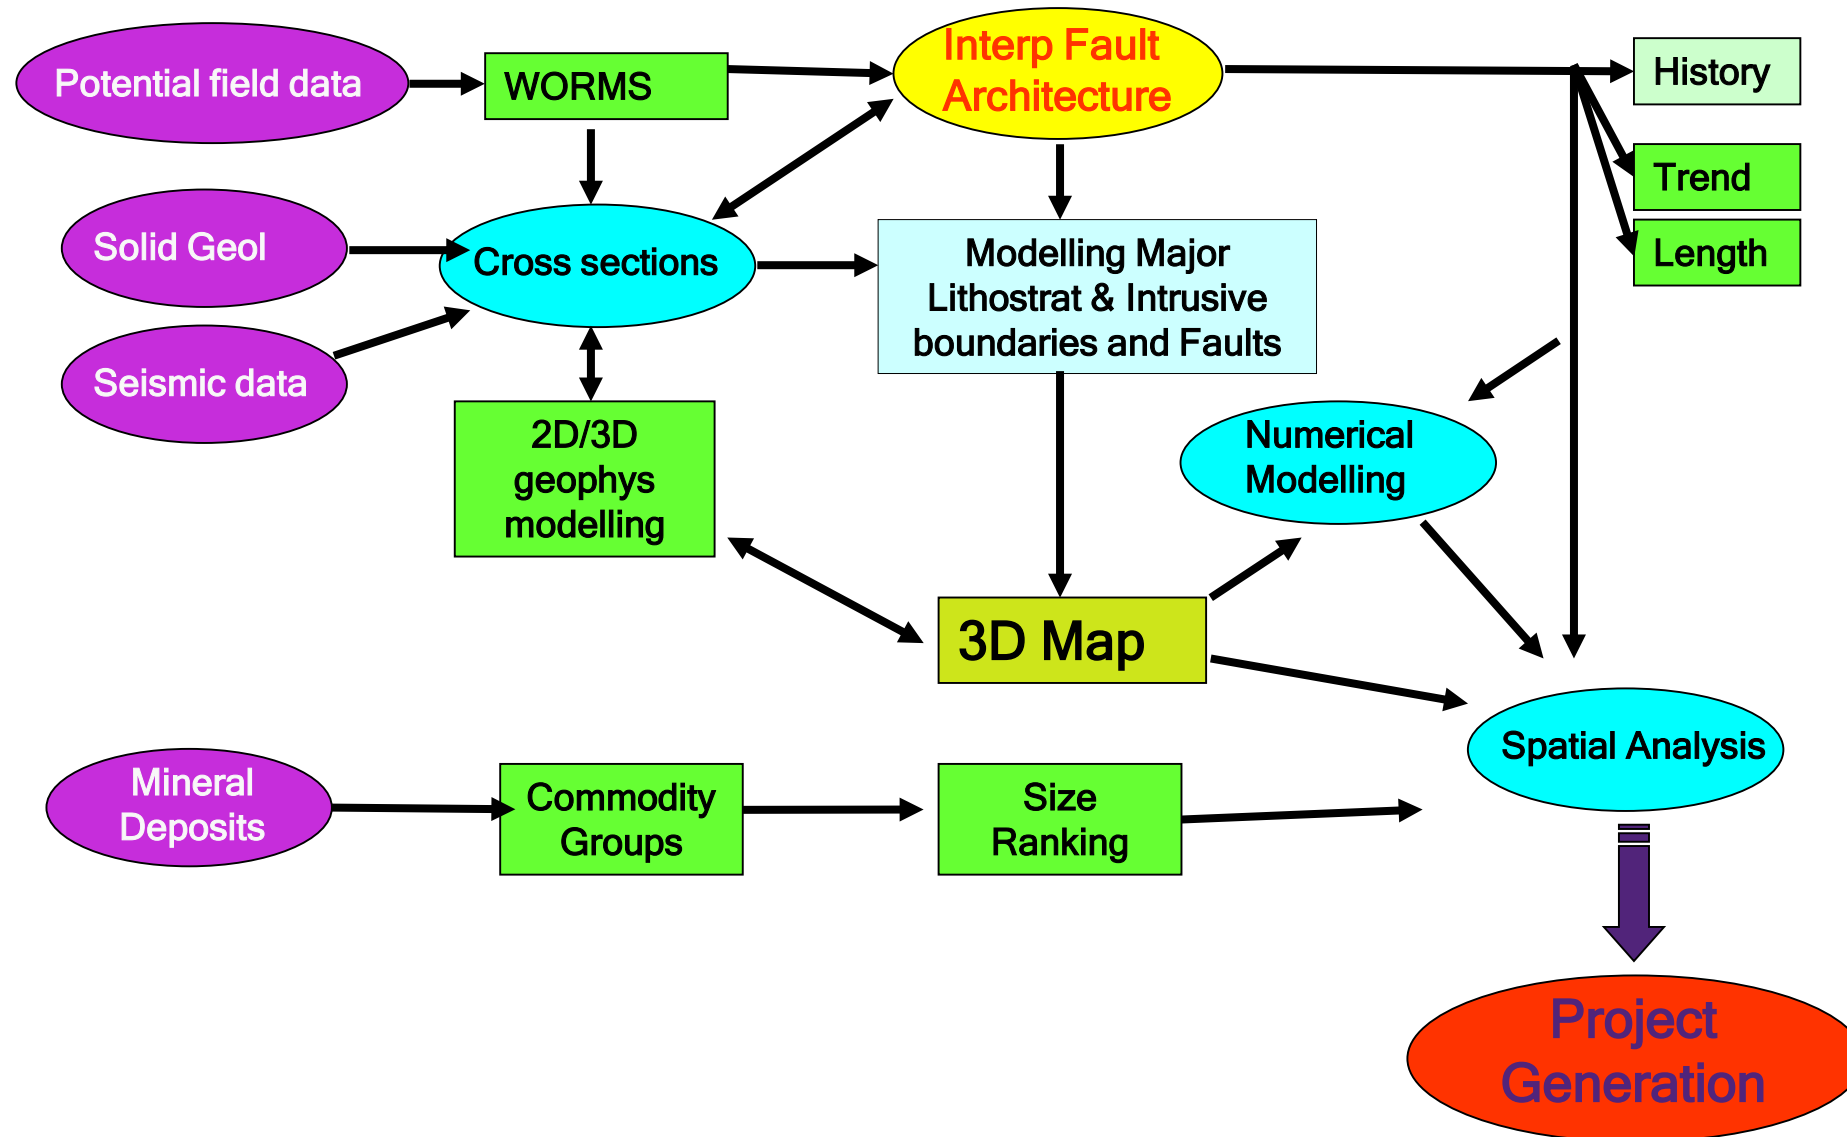 Potential field data
WORMS
Interp Fault
Architecture
History
Trend
Length
Solid Geol
Cross sections
Modelling Major
Lithostrat & Intrusive
boundaries and Faults
Seismic data
2D/3D
geophys
modelling
Numerical
Modelling
3D Map
Spatial Analysis
Mineral
Deposits
Commodity
Groups
Size
Ranking
Project
Generation